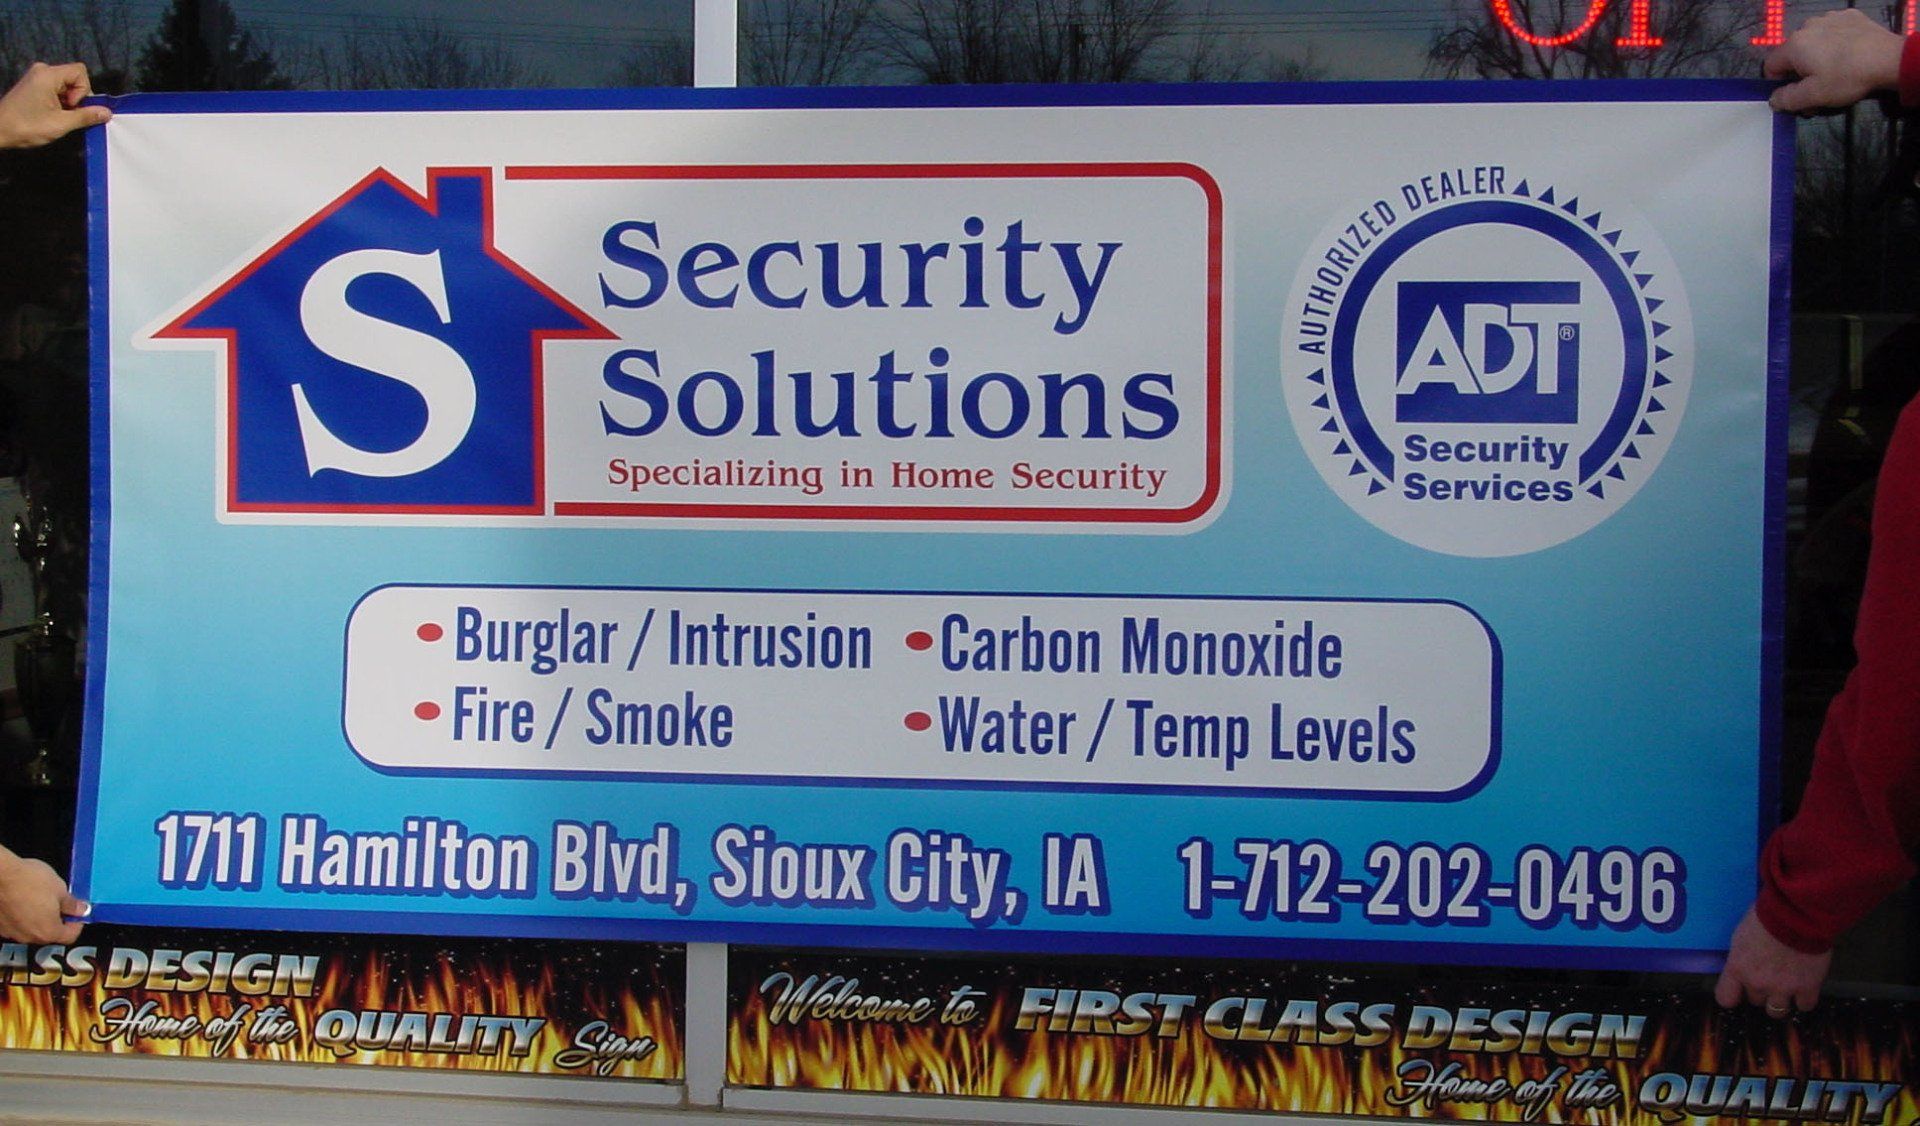 S
Security
Solutions
Specializing in Home Security
AUTHORIZED DEALER
ADT®
Security
Services
• Burglar / Intrusion
• Carbon Monoxide
• Fire / Smoke
• Water / Temp Levels
1711 Hamilton Blvd, Sioux City, IA 1-712-202-0496
DESIGN
Home of the QUALITY Sign
Welcome to FIRST CLASS DESIGN
Home of the QUALITY